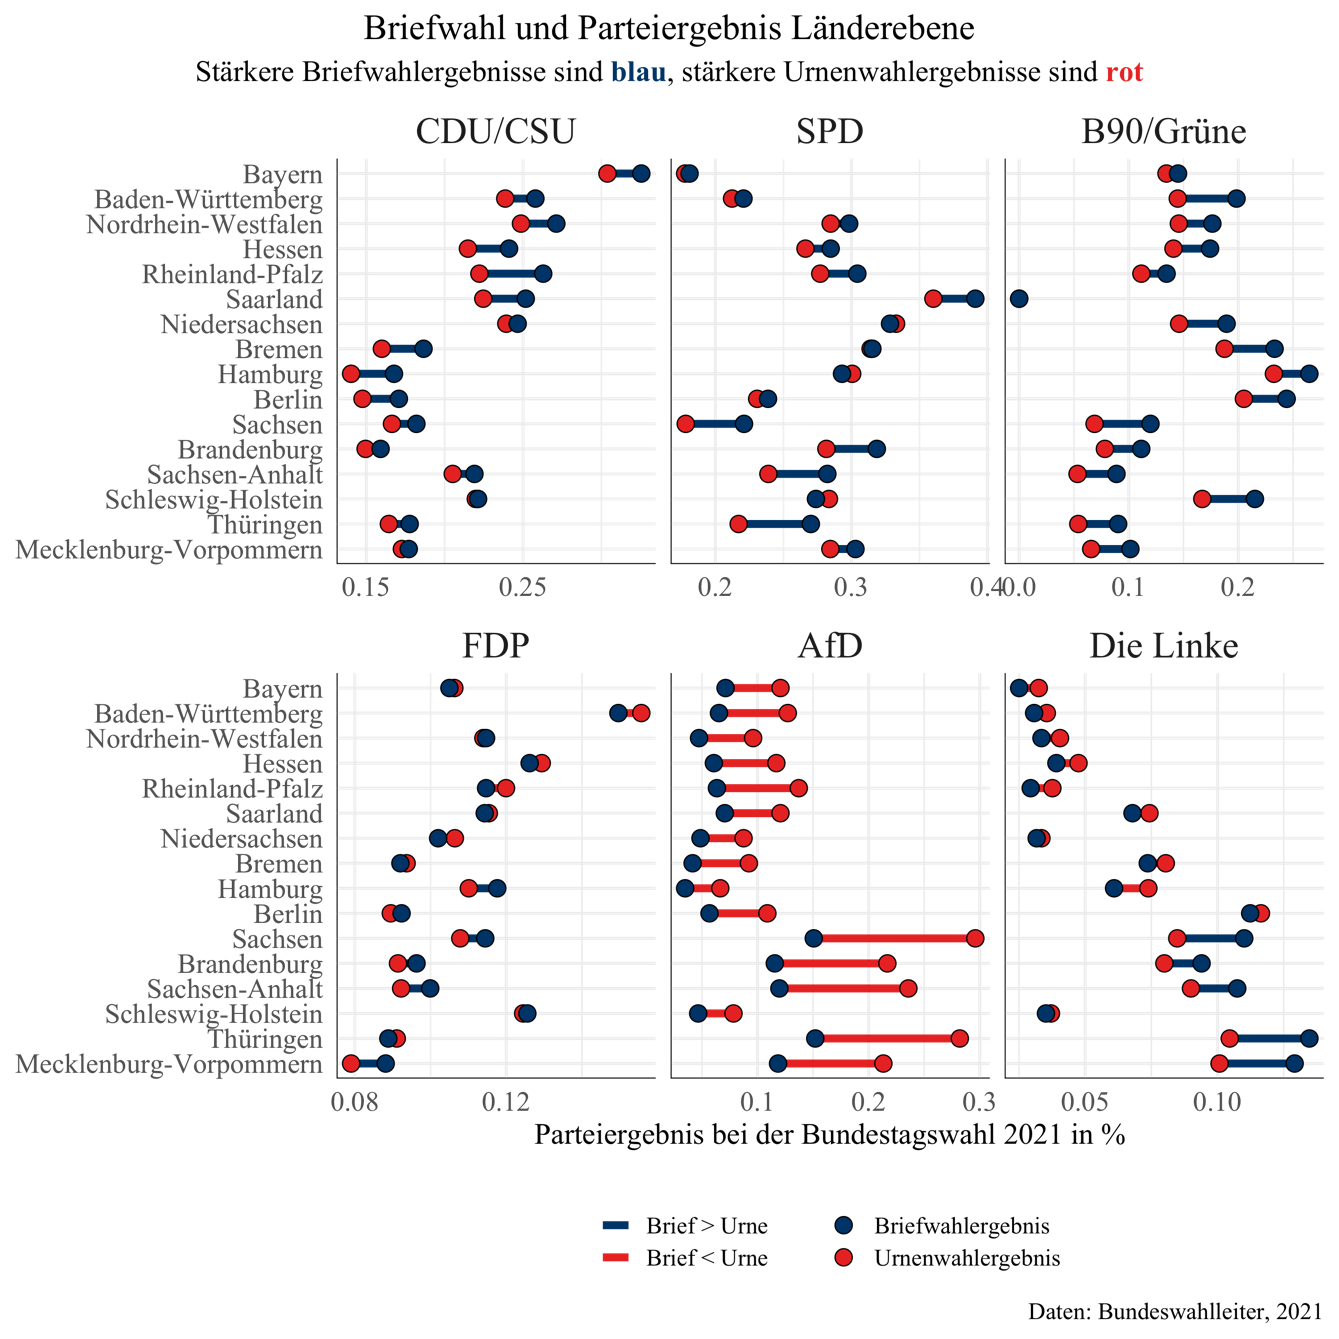 Briefwahl und Parteiergebnis Länderebene
Stärkere Briefwahlergebnisse sind blau, stärkere Urnenwahlergebnisse sind rot
CDU/CSU
SPD
B90/Grüne
Bayern
Baden-Württemberg
Nordrhein-Westfalen
Hessen
Rheinland-Pfalz
Saarland
Niedersachsen
Bremen
Hamburg
Berlin
Sachsen
Brandenburg
Sachsen-Anhalt
Schleswig-Holstein
Thüringen
Mecklenburg-Vorpommern
0.15 0.25
0.2 0.3 0.4
0.0 0.1 0.2
FDP
AfD
Die Linke
Bayern
Baden-Württemberg
Nordrhein-Westfalen
Hessen
Rheinland-Pfalz
Saarland
Niedersachsen
Bremen
Hamburg
Berlin
Sachsen
Brandenburg
Sachsen-Anhalt
Schleswig-Holstein
Thüringen
Mecklenburg-Vorpommern
0.08 0.12
0.1 0.2 0.3
0.05 0.10
Parteiergebnis bei der Bundestagswahl 2021 in %
Brief > Urne
Brief < Urne
Briefwahlergebnis
Urnenwahlergebnis
Daten: Bundeswahlleiter, 2021